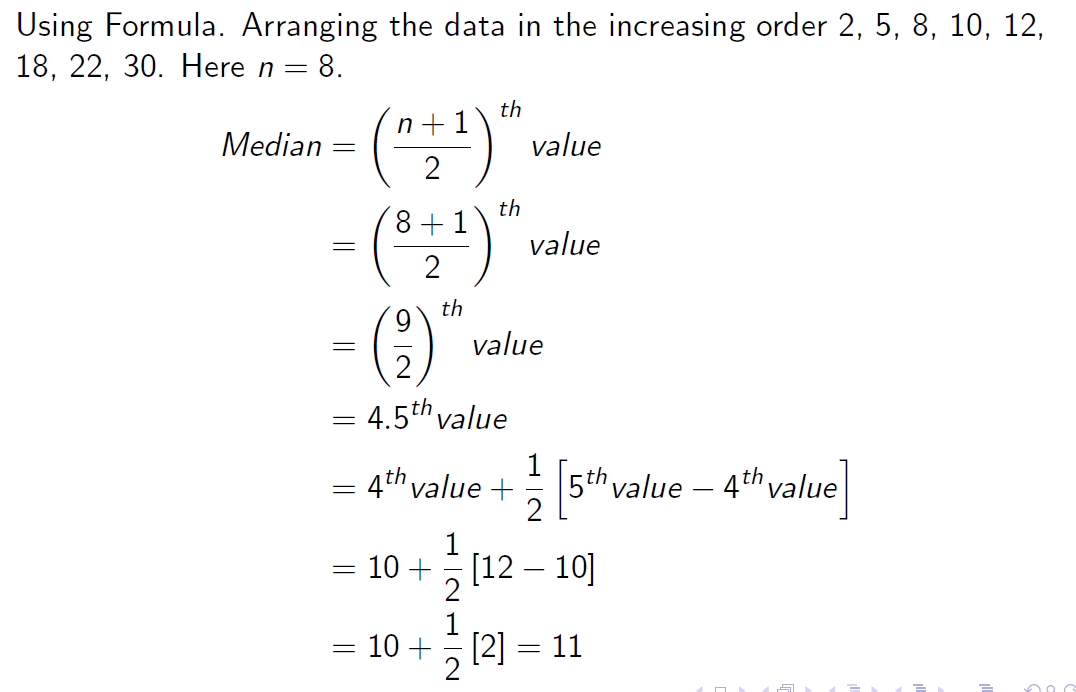 Using Formula. Arranging the data in the increasing order 2, 5, 8, 10, 12,
18, 22, 30. Here n = 8.
Median = ((n + 1)/2)^th value
= ((8 + 1)/2)^th value
= (9/2)^th value
= 4.5^th value
= 4^th value + 1/2 [5^th value − 4^th value]
= 10 + 1/2 [12 − 10]
= 10 + 1/2 [2] = 11